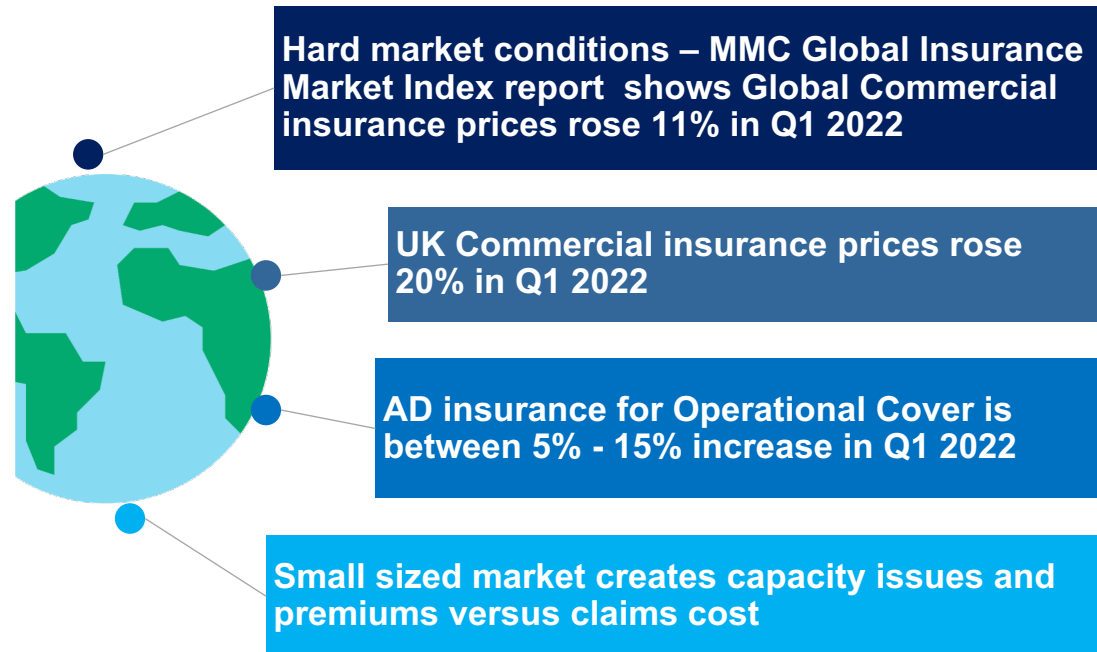 Hard market conditions – MMC Global Insurance
Market Index report  shows Global Commercial
insurance prices rose 11% in Q1 2022
UK Commercial insurance prices rose
20% in Q1 2022
AD insurance for Operational Cover is
between 5% - 15% increase in Q1 2022
Small sized market creates capacity issues and
premiums versus claims cost